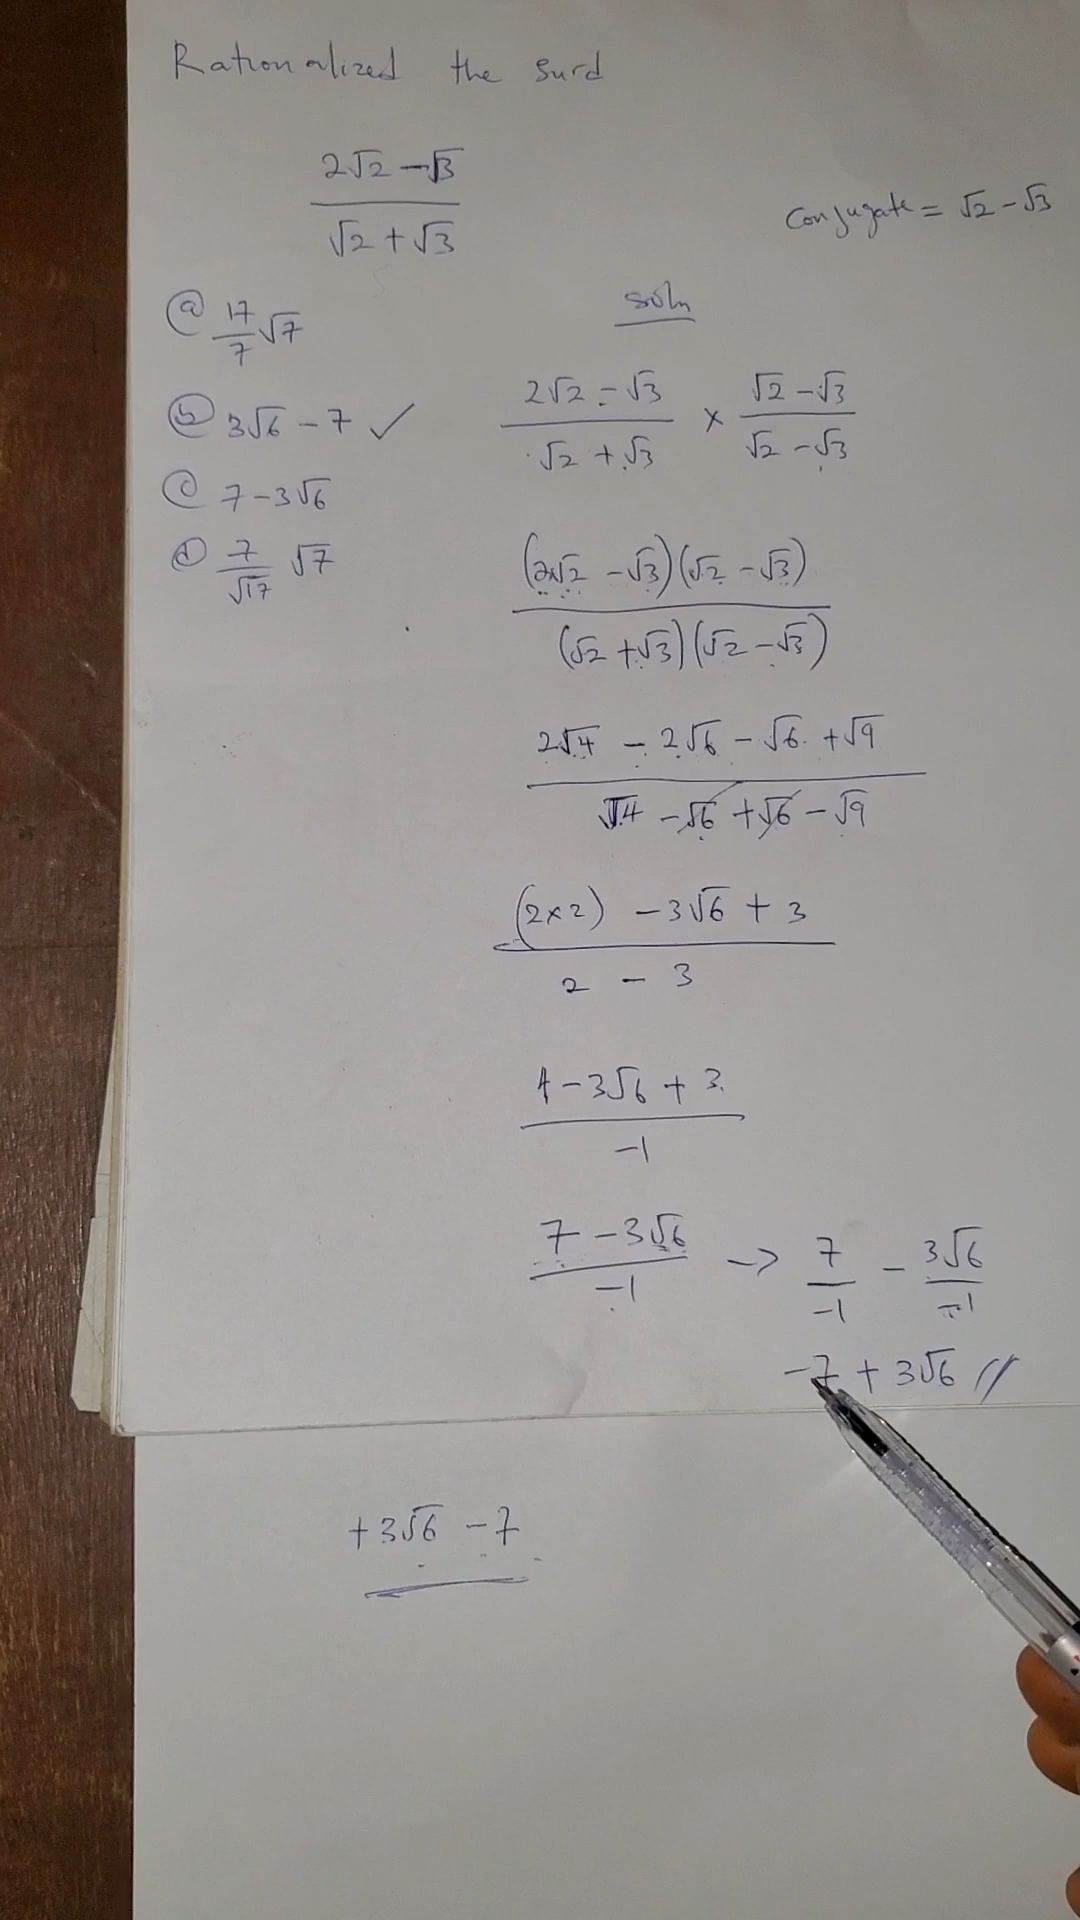 Rationalized the surd
2√2 - √3
√2 + √3
Conjugate = √2 - √3
(a) 17/7 √7
(b) 3√6 - 7 ✓
(c) 7 - 3√6
(d) 7/√17 √7
soln
2√2 - √3 / √2 + √3 × √2 - √3 / √2 - √3
(2√2 - √3)(√2 - √3)
(√2 + √3)(√2 - √3)
2√4 - 2√6 - √6 + √9
√4 - √6 + √6 - √9
(2×2) - 3√6 + 3
2 - 3
4 - 3√6 + 3
-1
7 - 3√6 / -1 → 7/-1 - 3√6/-1
-7 + 3√6 //
+3√6 - 7